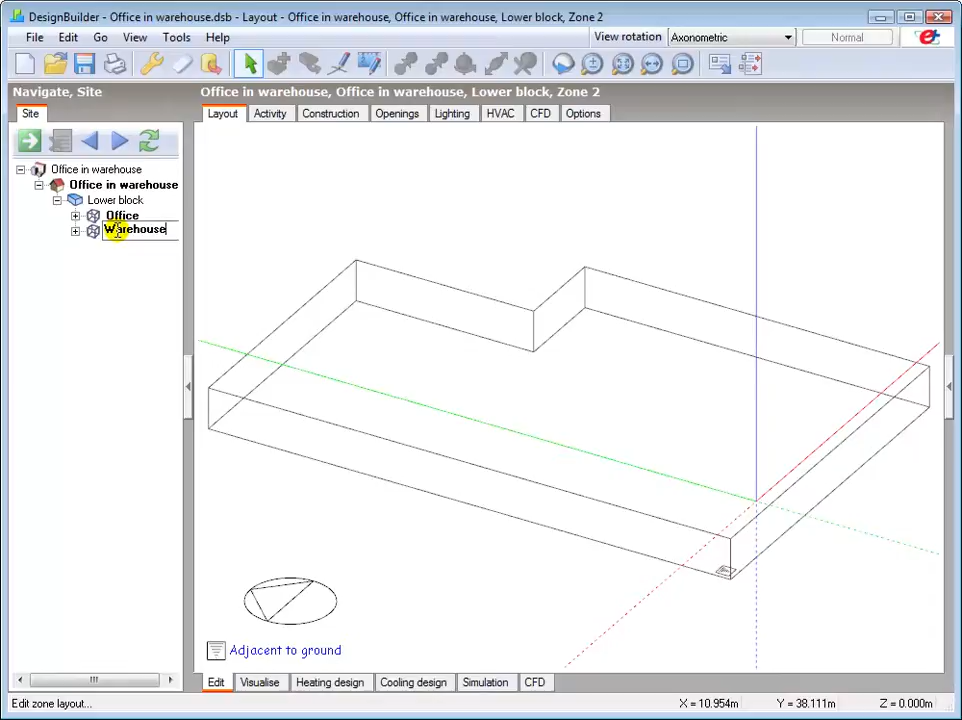 DesignBuilder - Office in warehouse.dsb - Layout - Office in warehouse, Office in warehouse, Lower block, Zone 2
File Edit Go View Tools Help
View rotation Axonometric Normal
Navigate, Site
Office in warehouse, Office in warehouse, Lower block, Zone 2
Site
Layout Activity Construction Openings Lighting HVAC CFD Options
Office in warehouse
Office in warehouse
Lower block
Office
Warehouse
Adjacent to ground
Edit Visualise Heating design Cooling design Simulation CFD
Edit zone layout... X = 10.954m Y = 38.111m Z = 0.000m